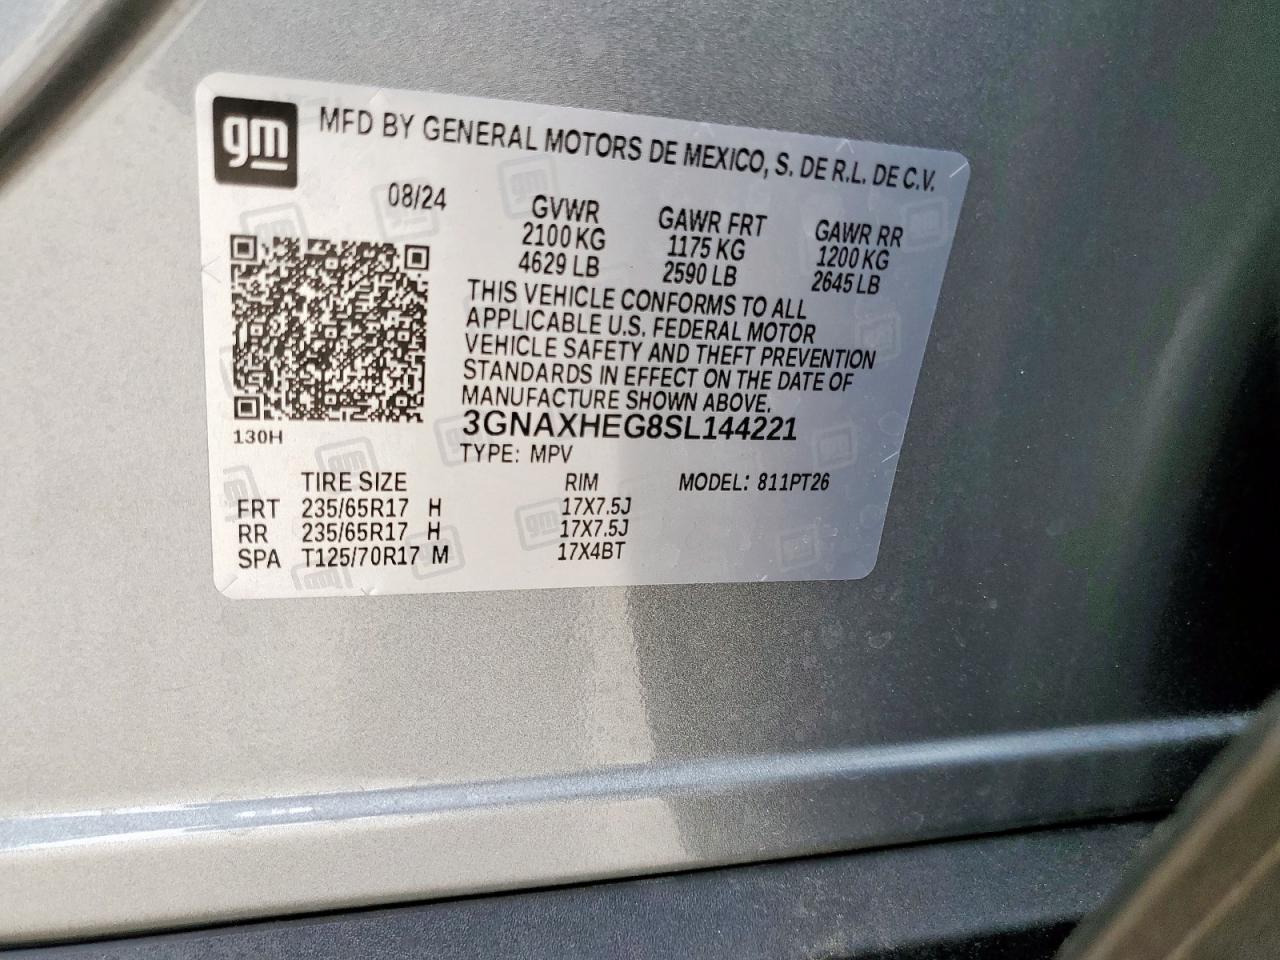 gm
MFD BY GENERAL MOTORS DE MEXICO, S. DE R.L. DE C.V.
08/24
GVWR GAWR FRT GAWR RR
2100 KG 1175 KG 1200 KG
4629 LB 2590 LB 2645 LB
THIS VEHICLE CONFORMS TO ALL
APPLICABLE U.S. FEDERAL MOTOR
VEHICLE SAFETY AND THEFT PREVENTION
STANDARDS IN EFFECT ON THE DATE OF
MANUFACTURE SHOWN ABOVE.
3GNAXHEG8SL144221
130H
TYPE: MPV
TIRE SIZE RIM MODEL: 811PT26
FRT 235/65R17 H 17X7.5J
RR 235/65R17 H 17X7.5J
SPA T125/70R17 M 17X4BT